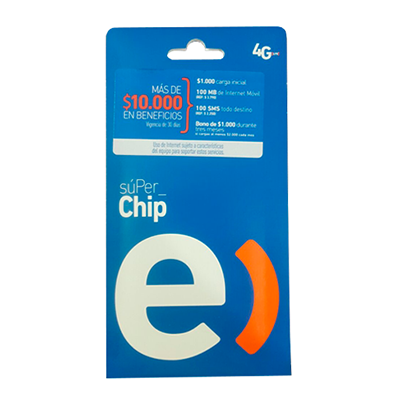 4G
MÁS DE
$10.000
EN BENEFICIOS
Vigencia de 30 días
$1.000 carga inicial
100 MB de Internet Móvil
100 SMS todo destino
Bono de $1.000 durante
tres meses
Uso de Internet sujeto a características
del equipo para soportar estos servicios.
súPer_
Chip
e)